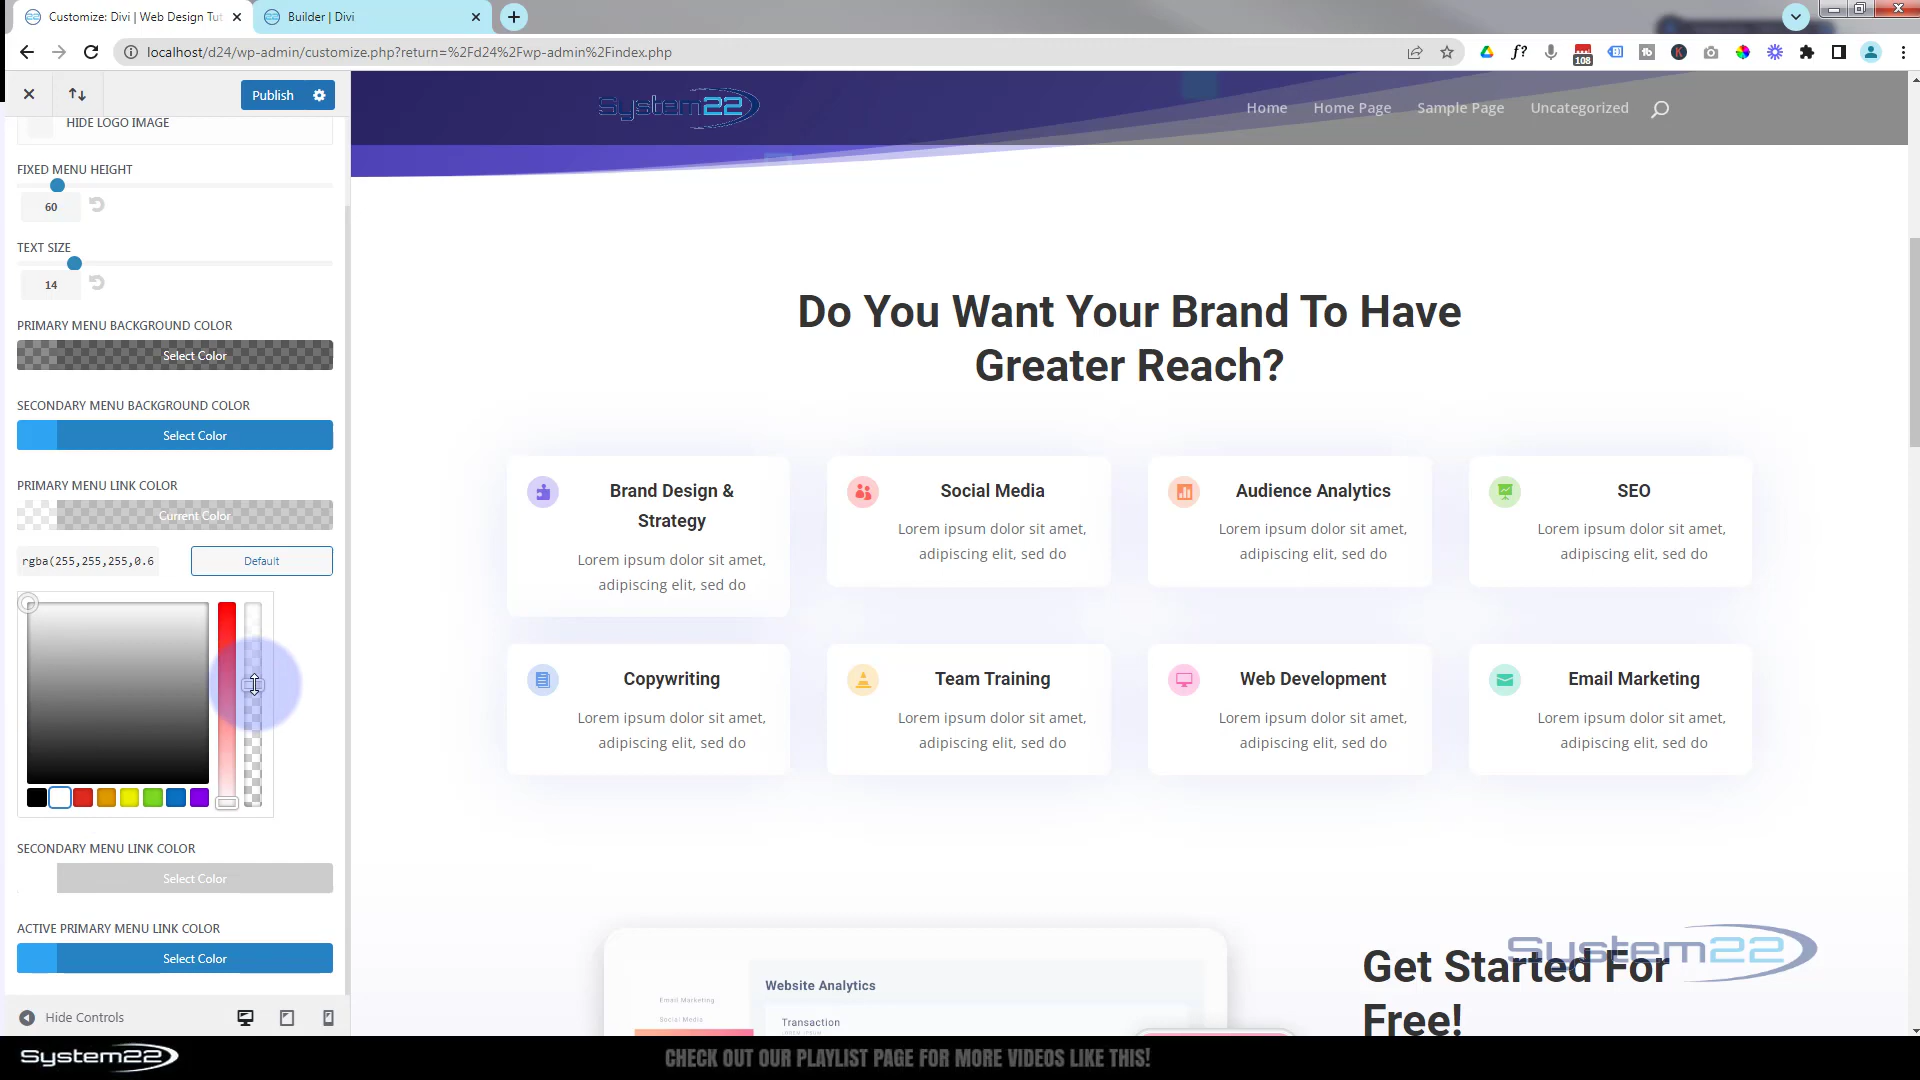 Customize: Divi | Web Design Tut
Builder | Divi
localhost/d24/wp-admin/customize.php?return=%2Fd24%2Fwp-admin%2Findex.php
108
Publish
HIDE LOGO IMAGE
FIXED MENU HEIGHT
60
TEXT SIZE
14
PRIMARY MENU BACKGROUND COLOR
Select Color
SECONDARY MENU BACKGROUND COLOR
Select Color
PRIMARY MENU LINK COLOR
Current Color
rgba(255,255,255,0.6
Default
SECONDARY MENU LINK COLOR
Select Color
ACTIVE PRIMARY MENU LINK COLOR
Select Color
Hide Controls
System22
Home
Home Page
Sample Page
Uncategorized
Do You Want Your Brand To Have
Greater Reach?
Brand Design &
Strategy
Lorem ipsum dolor sit amet,
adipiscing elit, sed do
Social Media
Lorem ipsum dolor sit amet,
adipiscing elit, sed do
Audience Analytics
Lorem ipsum dolor sit amet,
adipiscing elit, sed do
SEO
Lorem ipsum dolor sit amet,
adipiscing elit, sed do
Copywriting
Lorem ipsum dolor sit amet,
adipiscing elit, sed do
Team Training
Lorem ipsum dolor sit amet,
adipiscing elit, sed do
Web Development
Lorem ipsum dolor sit amet,
adipiscing elit, sed do
Email Marketing
Lorem ipsum dolor sit amet,
adipiscing elit, sed do
Website Analytics
Email Marketing
Social Media
Transaction
Get Started For
Free!
System22
System22
CHECK OUT OUR PLAYLIST PAGE FOR MORE VIDEOS LIKE THIS!